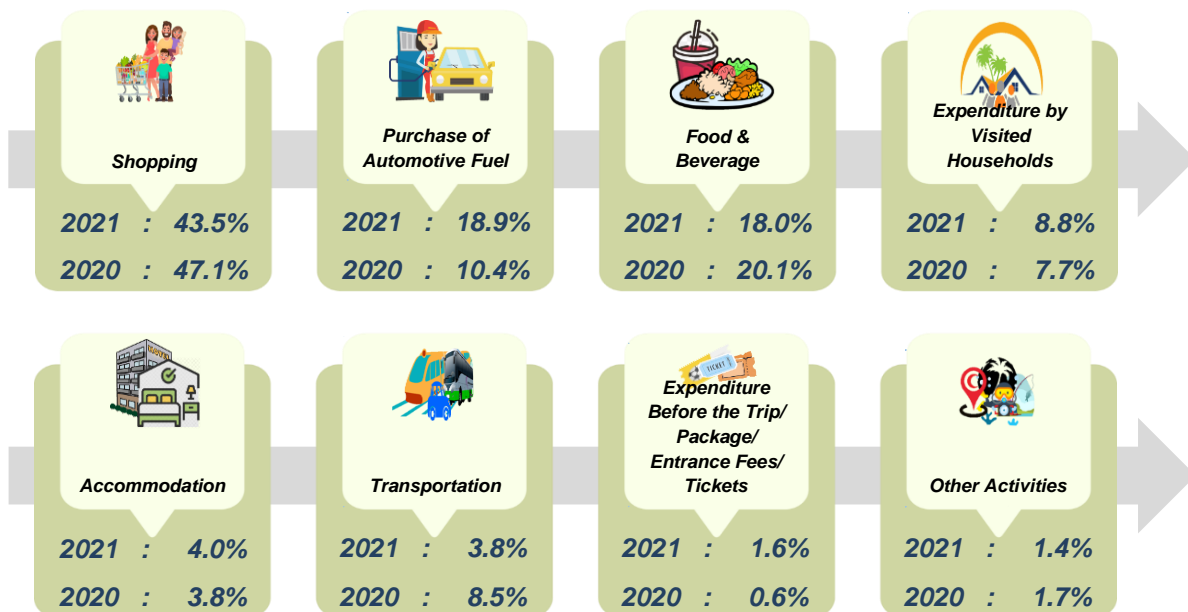 Shopping
2021 : 43.5%
2020 : 47.1%
Purchase of
Automotive Fuel
2021 : 18.9%
2020 : 10.4%
Food &
Beverage
2021 : 18.0%
2020 : 20.1%
Expenditure by
Visited
Households
2021 : 8.8%
2020 : 7.7%
HOTEL
Accommodation
2021 : 4.0%
2020 : 3.8%
Transportation
2021 : 3.8%
2020 : 8.5%
TICKET
Expenditure
Before the Trip/
Package/
Entrance Fees/
Tickets
2021 : 1.6%
2020 : 0.6%
Other Activities
2021 : 1.4%
2020 : 1.7%